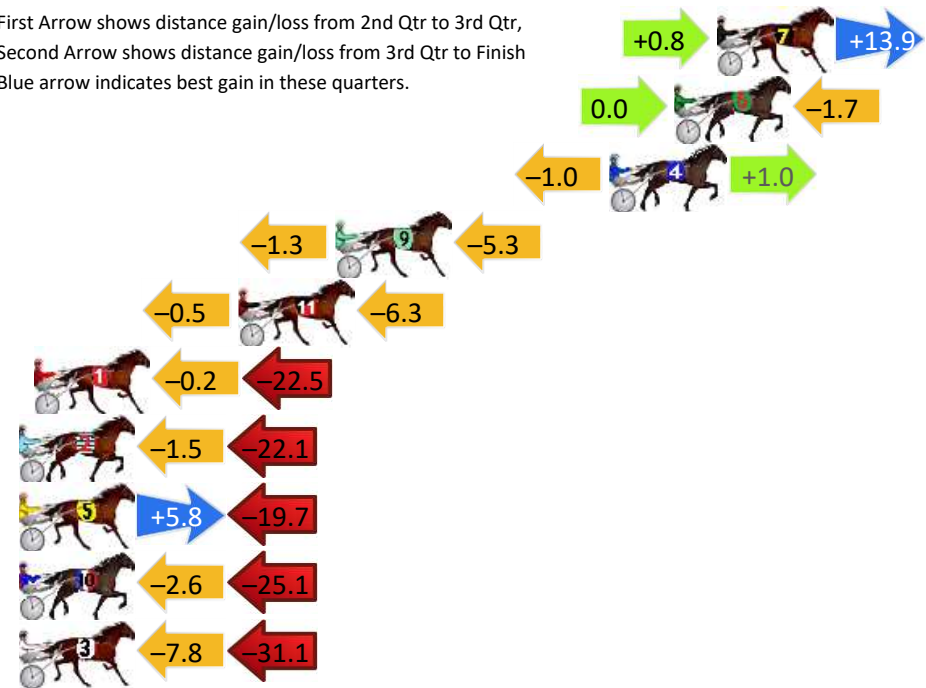 First Arrow shows distance gain/loss from 2nd Qtr to 3rd Qtr,
Second Arrow shows distance gain/loss from 3rd Qtr to Finish
Blue arrow indicates best gain in these quarters.
+0.8 7 +13.9
0.0 –1.7
–1.0 4 +1.0
–1.3 9 –5.3
–0.5 11 –6.3
1 –0.2 –22.5
2 –1.5 –22.1
5 +5.8 –19.7
10 –2.6 –25.1
3 –7.8 –31.1